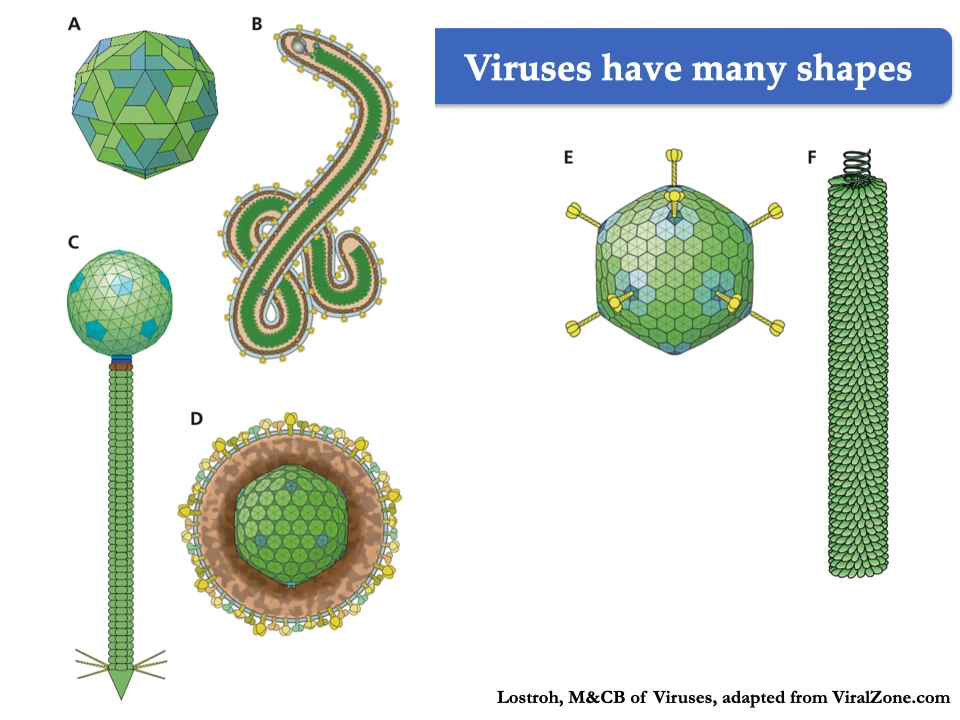 A
B
Viruses have many shapes
E
F
C
D
Lostroh, M&CB of Viruses, adapted from ViralZone.com